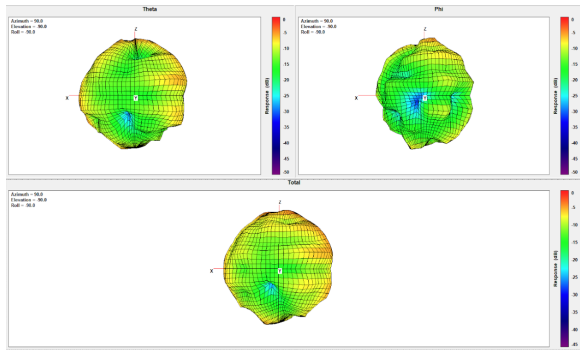 Theta
Azimuth = 90.0
Elevation = -90.0
Roll = -90.0
Z
X
Y
Response (dB)
0
-5
-10
-15
-20
-25
-30
-35
-40
-45
-50
Phi
Azimuth = 90.0
Elevation = -90.0
Roll = -90.0
Z
X
Y
Response (dB)
0
-5
-10
-15
-20
-25
-30
-35
-40
-45
-50
Total
Azimuth = 90.0
Elevation = -90.0
Roll = -90.0
Z
X
Y
Response (dB)
0
-5
-10
-15
-20
-25
-30
-35
-40
-45